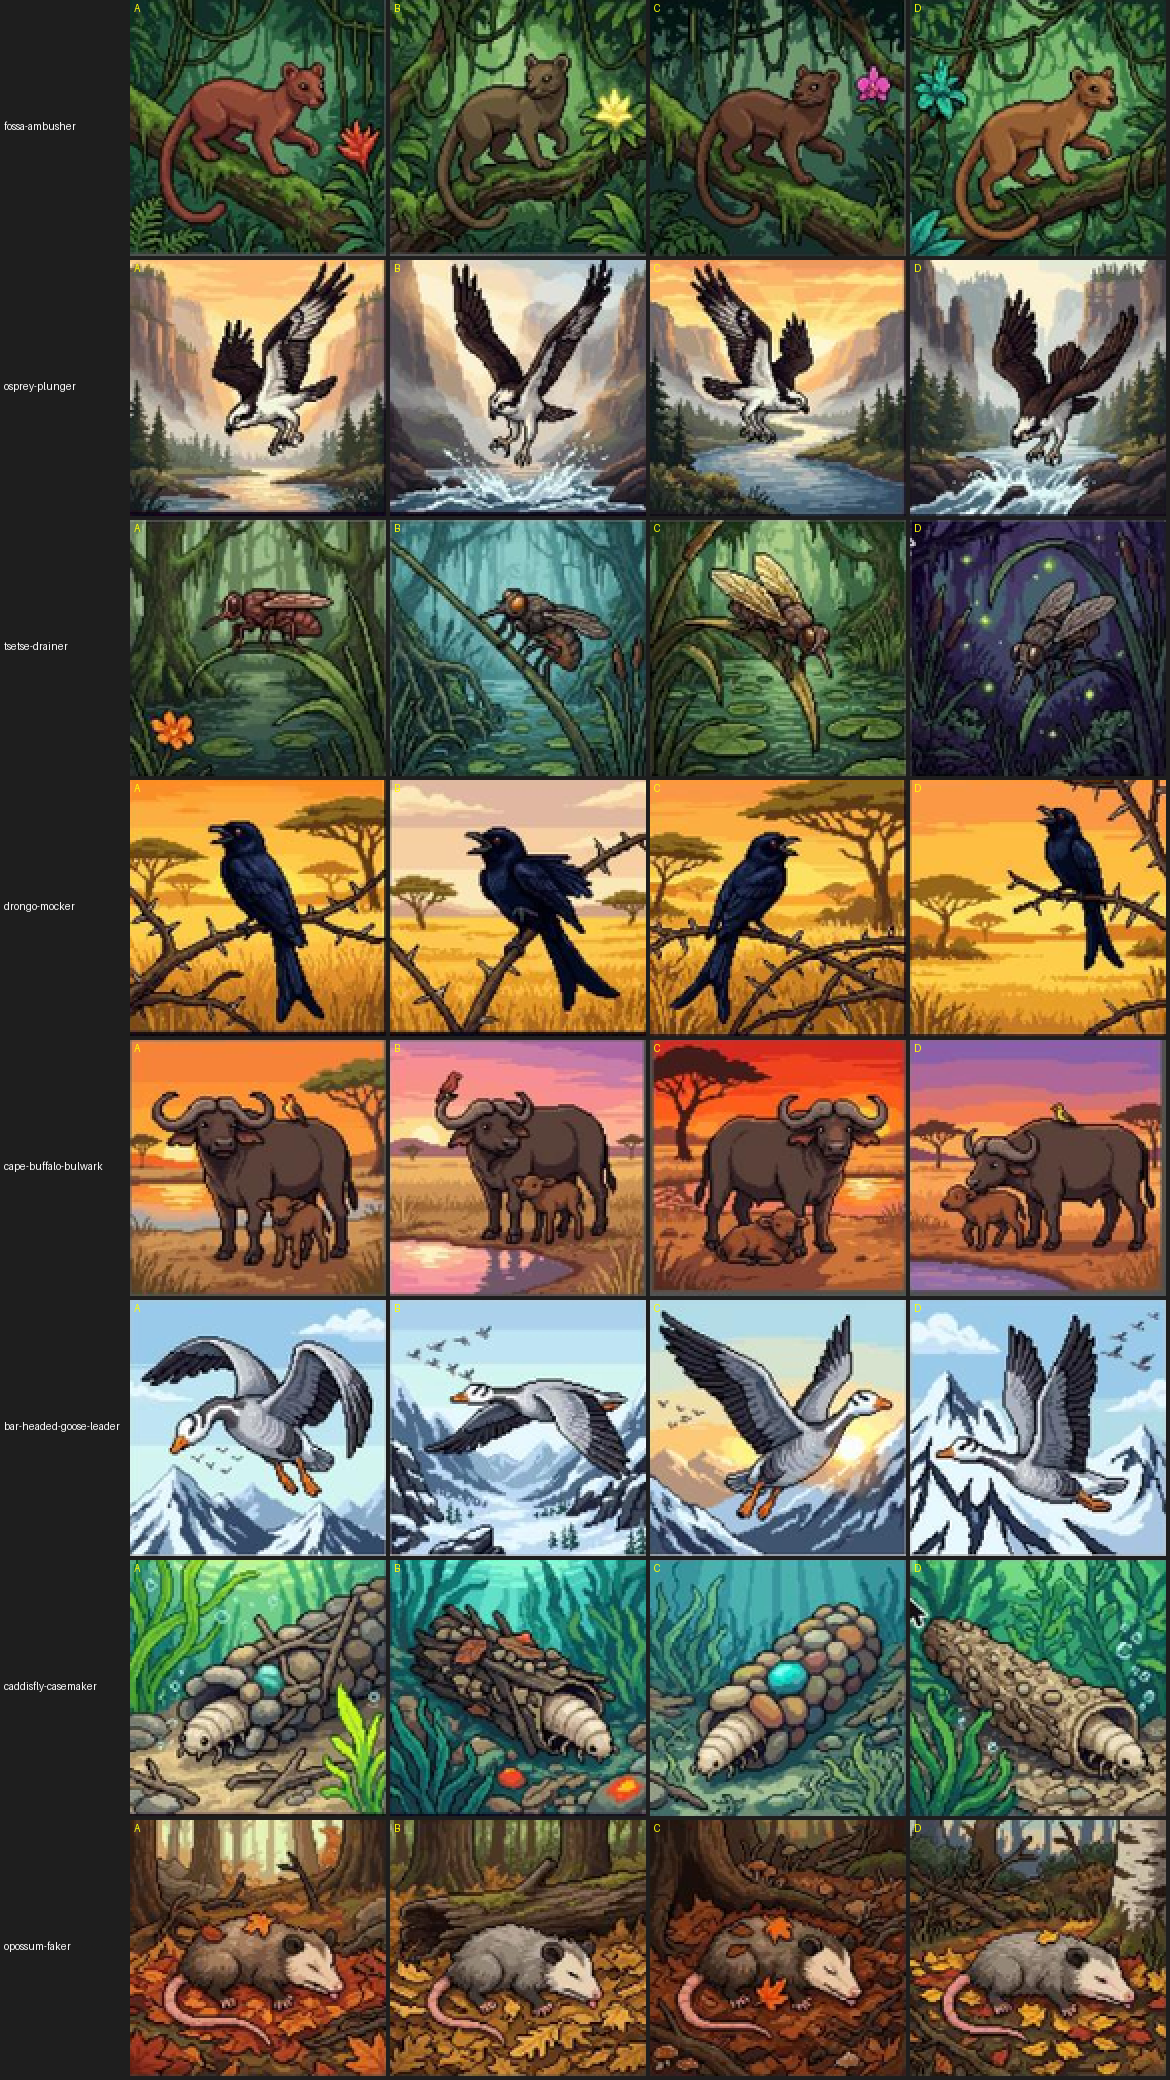 A B C D
fossa-ambusher
A B C D
osprey-plunger
A B C D
tsetse-drainer
A B C D
drongo-mocker
A B C D
cape-buffalo-bulwark
A B C D
bar-headed-goose-leader
A B C D
caddisfly-casemaker
A B C D
opossum-faker